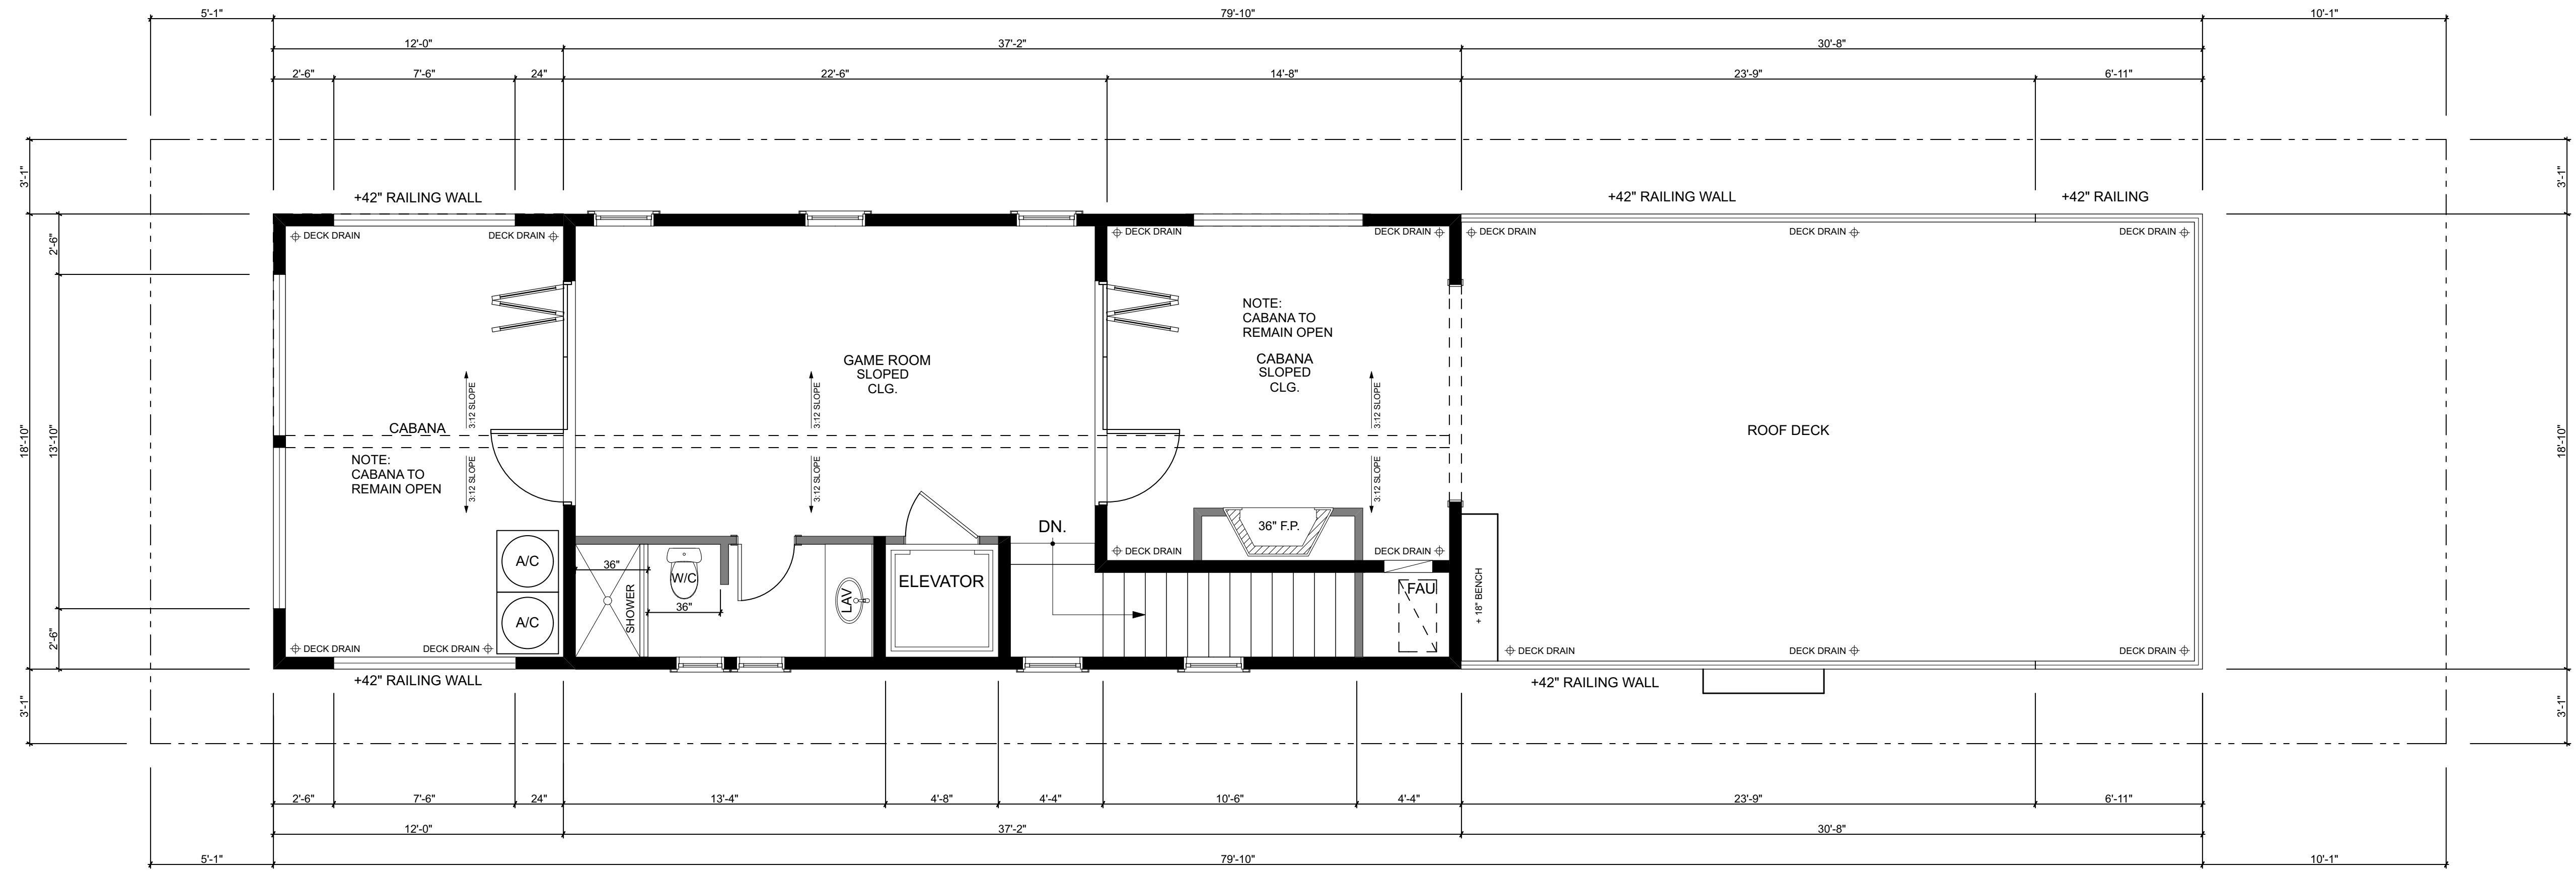 5'-1"
79'-10"
10'-1"
12'-0"
37'-2"
30'-8"
2'-6"
7'-6"
24"
22'-6"
14'-8"
23'-9"
6'-11"
3'-1"
3'-1"
+42" RAILING WALL
+42" RAILING WALL
+42" RAILING
DECK DRAIN
DECK DRAIN
DECK DRAIN
DECK DRAIN
DECK DRAIN
DECK DRAIN
DECK DRAIN
2'-6"
NOTE:
CABANA TO
REMAIN OPEN
GAME ROOM
SLOPED
CLG.
CABANA
SLOPED
CLG.
3:12 SLOPE
3:12 SLOPE
3:12 SLOPE
CABANA
ROOF DECK
18'-10"
13'-10"
18'-10"
NOTE:
CABANA TO
REMAIN OPEN
3:12 SLOPE
3:12 SLOPE
3:12 SLOPE
DN.
36" F.P.
DECK DRAIN
DECK DRAIN
A/C
36"
W/C
ELEVATOR
FAU
+ 18" BENCH
SHOWER
36"
LAV
A/C
2'-6"
DECK DRAIN
DECK DRAIN
DECK DRAIN
DECK DRAIN
DECK DRAIN
+42" RAILING WALL
+42" RAILING WALL
3'-1"
3'-1"
2'-6"
7'-6"
24"
13'-4"
4'-8"
4'-4"
10'-6"
4'-4"
23'-9"
6'-11"
12'-0"
37'-2"
30'-8"
5'-1"
79'-10"
10'-1"